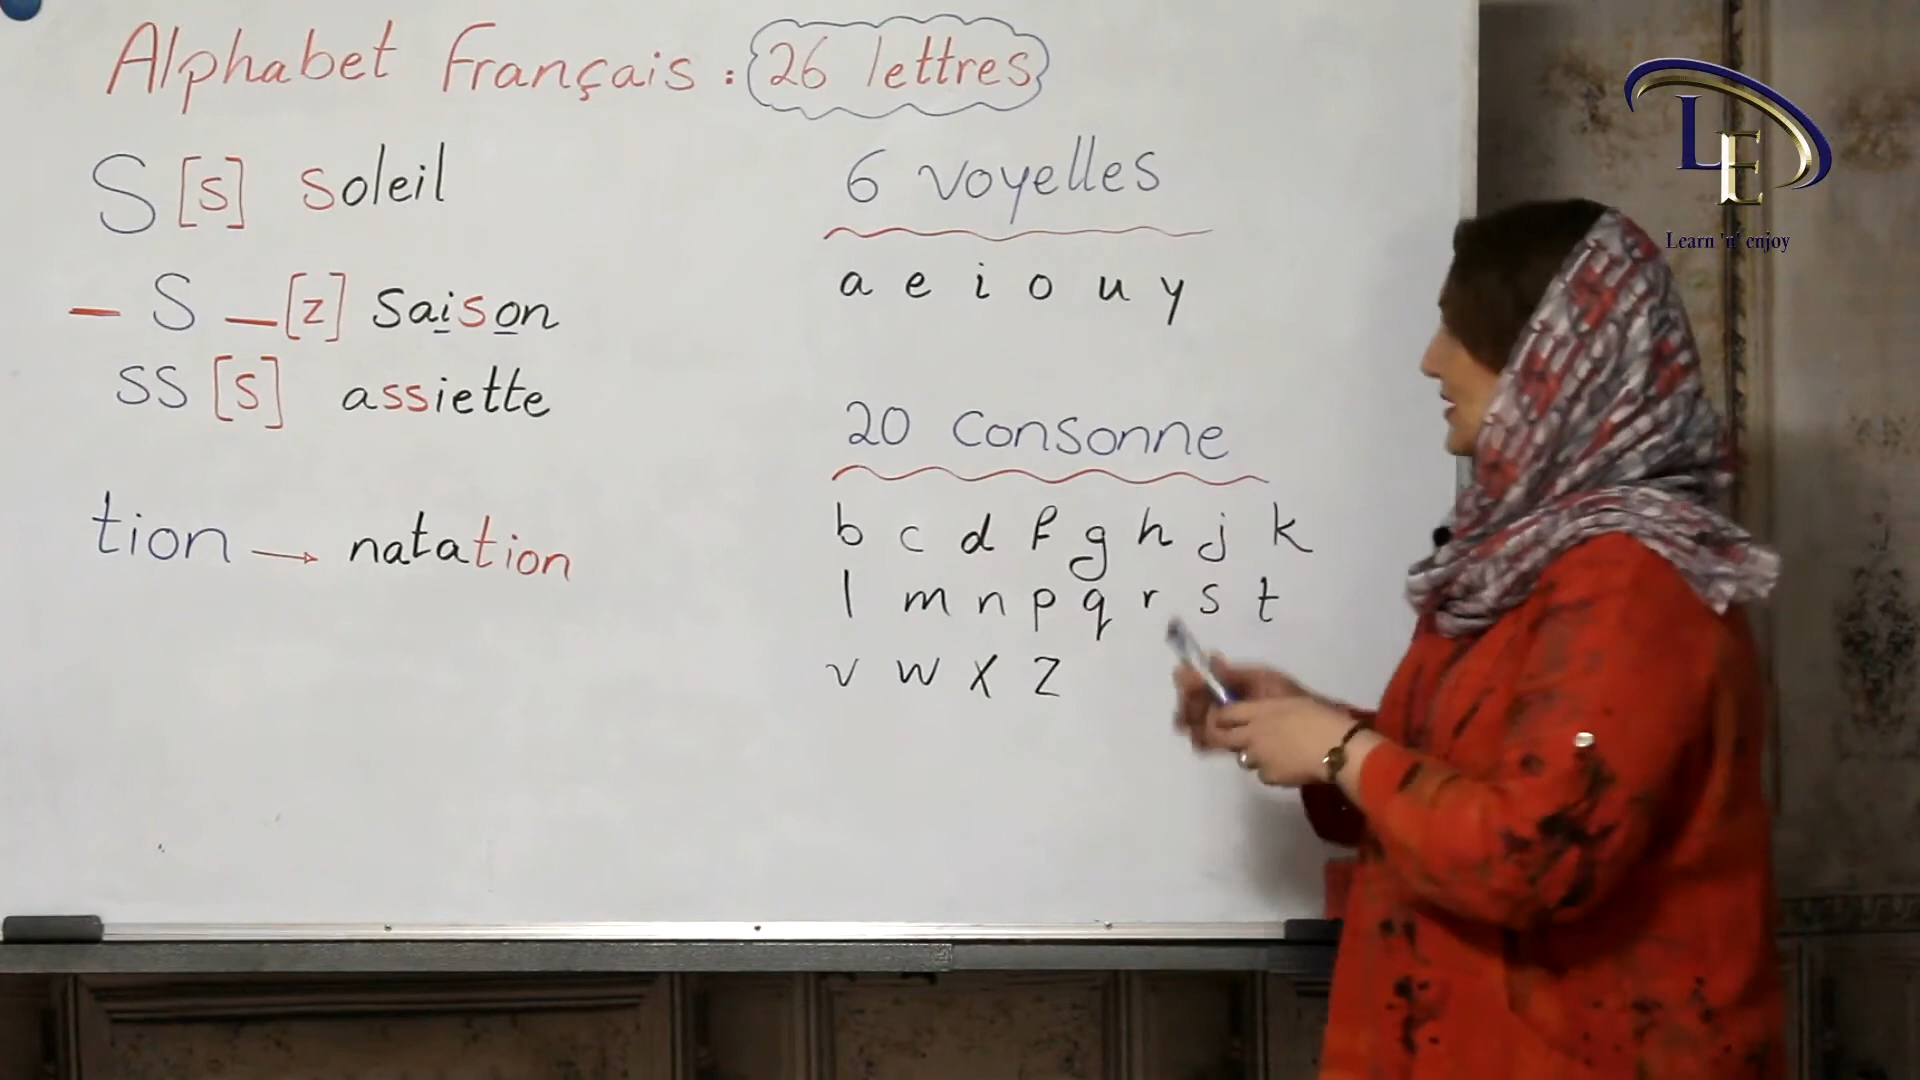 Alphabet Français : 26 lettres
S [s] soleil
– S – [z] saison
ss [s] assiette
tion → natation
6 voyelles
a e i o u y
20 consonne
b c d f g h j k
l m n p q r s t
v w x z
LE
Learn 'n' enjoy